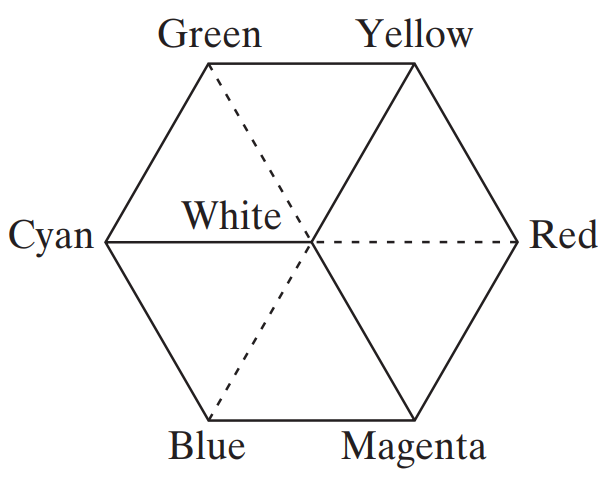 Green
Yellow
White
Cyan
Red
Blue
Magenta